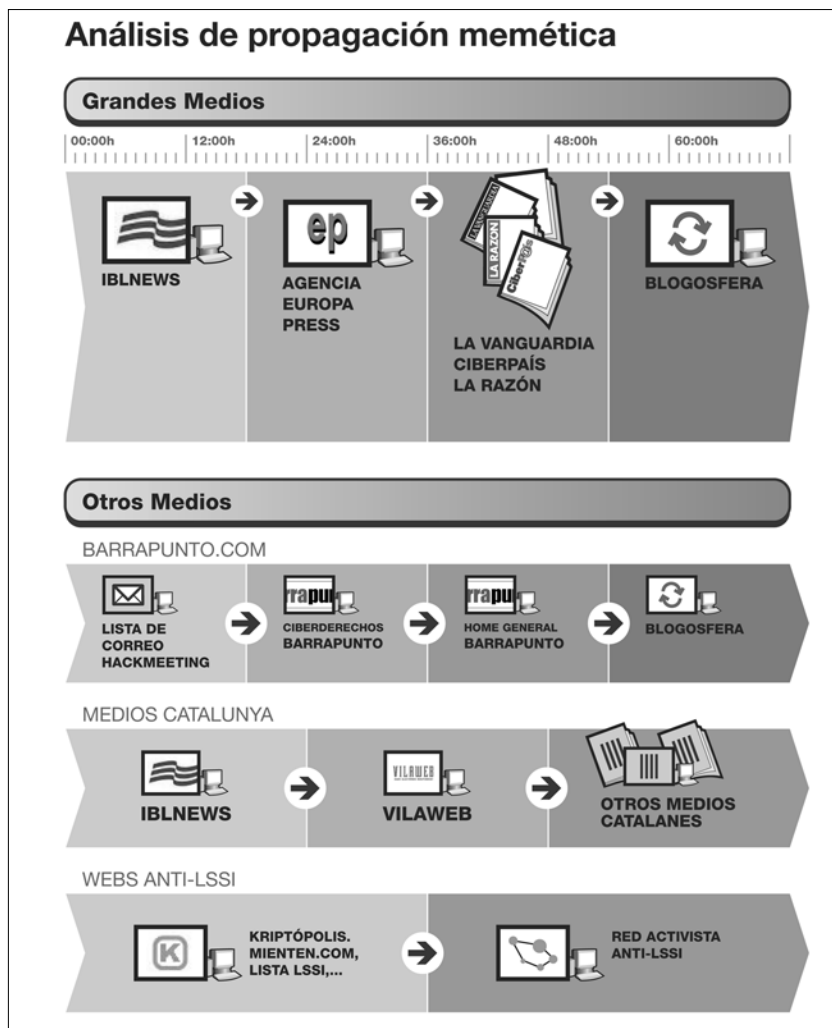 Análisis de propagación memética
Grandes Medios
00:00h 12:00h 24:00h 36:00h 48:00h 60:00h
IBLNEWS
ep
AGENCIA
EUROPA
PRESS
LA VANGUARDIA
LA RAZON
CiberPaís
LA VANGUARDIA
CIBERPAÍS
LA RAZÓN
BLOGOSFERA
Otros Medios
BARRAPUNTO.COM
LISTA DE
CORREO
HACKMEETING
rrapu
CIBERDERECHOS
BARRAPUNTO
rrapu
HOME GENERAL
BARRAPUNTO
BLOGOSFERA
MEDIOS CATALUNYA
IBLNEWS
VILAWEB
VILAWEB
OTROS MEDIOS
CATALANES
WEBS ANTI-LSSI
K
KRIPTÓPOLIS.
MIENTEN.COM,
LISTA LSSI,...
RED ACTIVISTA
ANTI-LSSI